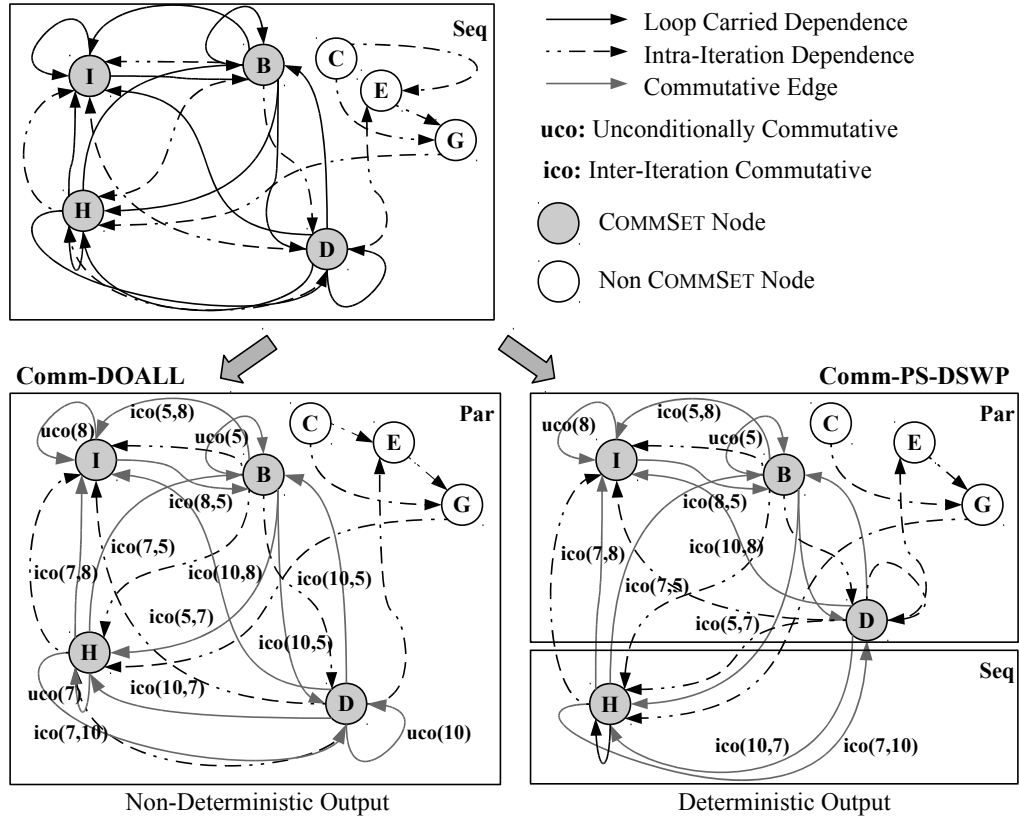 Seq
I
B
C
E
G
H
D
Loop Carried Dependence
Intra-Iteration Dependence
Commutative Edge
uco: Unconditionally Commutative
ico: Inter-Iteration Commutative
COMMSET Node
Non COMMSET Node
Comm-DOALL
Par
uco(8)
ico(5,8)
uco(5)
I
B
C
E
G
ico(8,5)
ico(7,5)
ico(7,8)
ico(10,8)
ico(10,5)
ico(5,7)
ico(10,5)
H
uco(7)
ico(10,7)
D
ico(7,10)
uco(10)
Non-Deterministic Output
Comm-PS-DSWP
Par
uco(8)
ico(5,8)
uco(5)
I
B
C
E
G
ico(8,5)
ico(7,8)
ico(10,8)
ico(7,5)
ico(5,7)
D
Seq
H
ico(10,7)
ico(7,10)
Deterministic Output